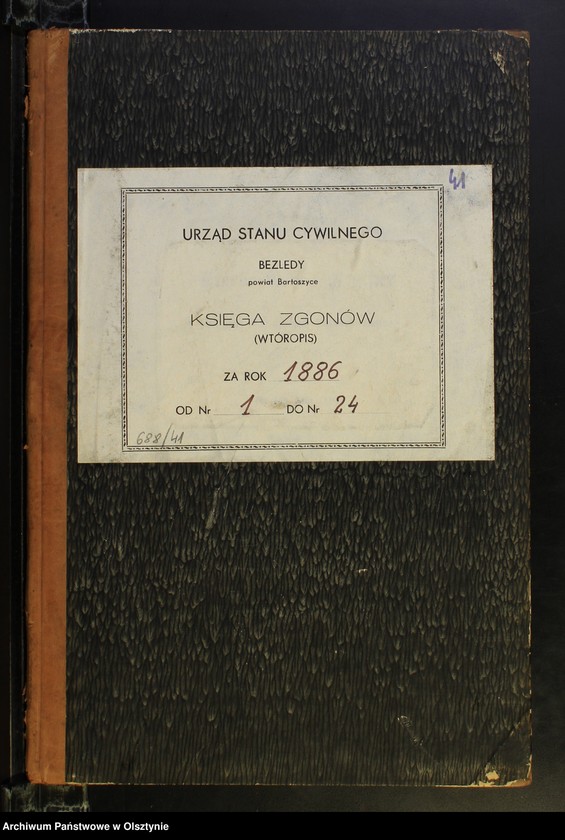 41
URZĄD STANU CYWILNEGO
BEZLEDY
powiat Bartoszyce
KSIĘGA ZGONÓW
(WTÓROPIS)
ZA ROK 1886
OD Nr 1 DO Nr 24
688/41
Archiwum Państwowe w Olsztynie